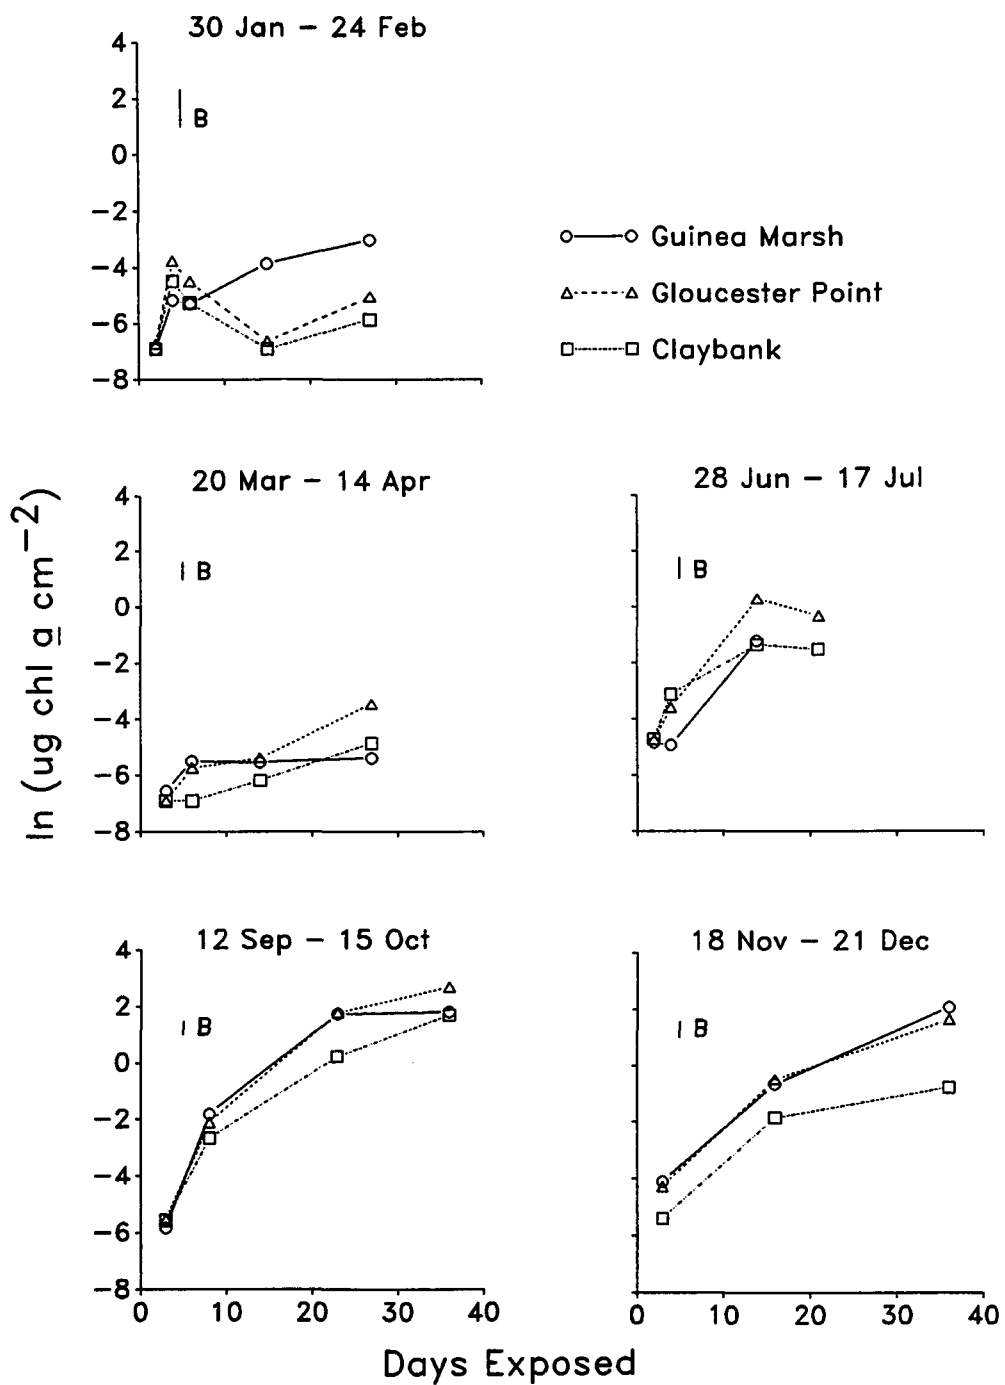 30 Jan – 24 Feb
4
2
B
0
−2
−4
−6
−8
Guinea Marsh
Gloucester Point
Claybank
20 Mar – 14 Apr
4
2
B
0
−2
−4
−6
−8
28 Jun – 17 Jul
B
ln (ug chl a cm−2)
12 Sep – 15 Oct
4
2
B
0
−2
−4
−6
−8
0 10 20 30 40
18 Nov – 21 Dec
B
0 10 20 30 40
Days Exposed